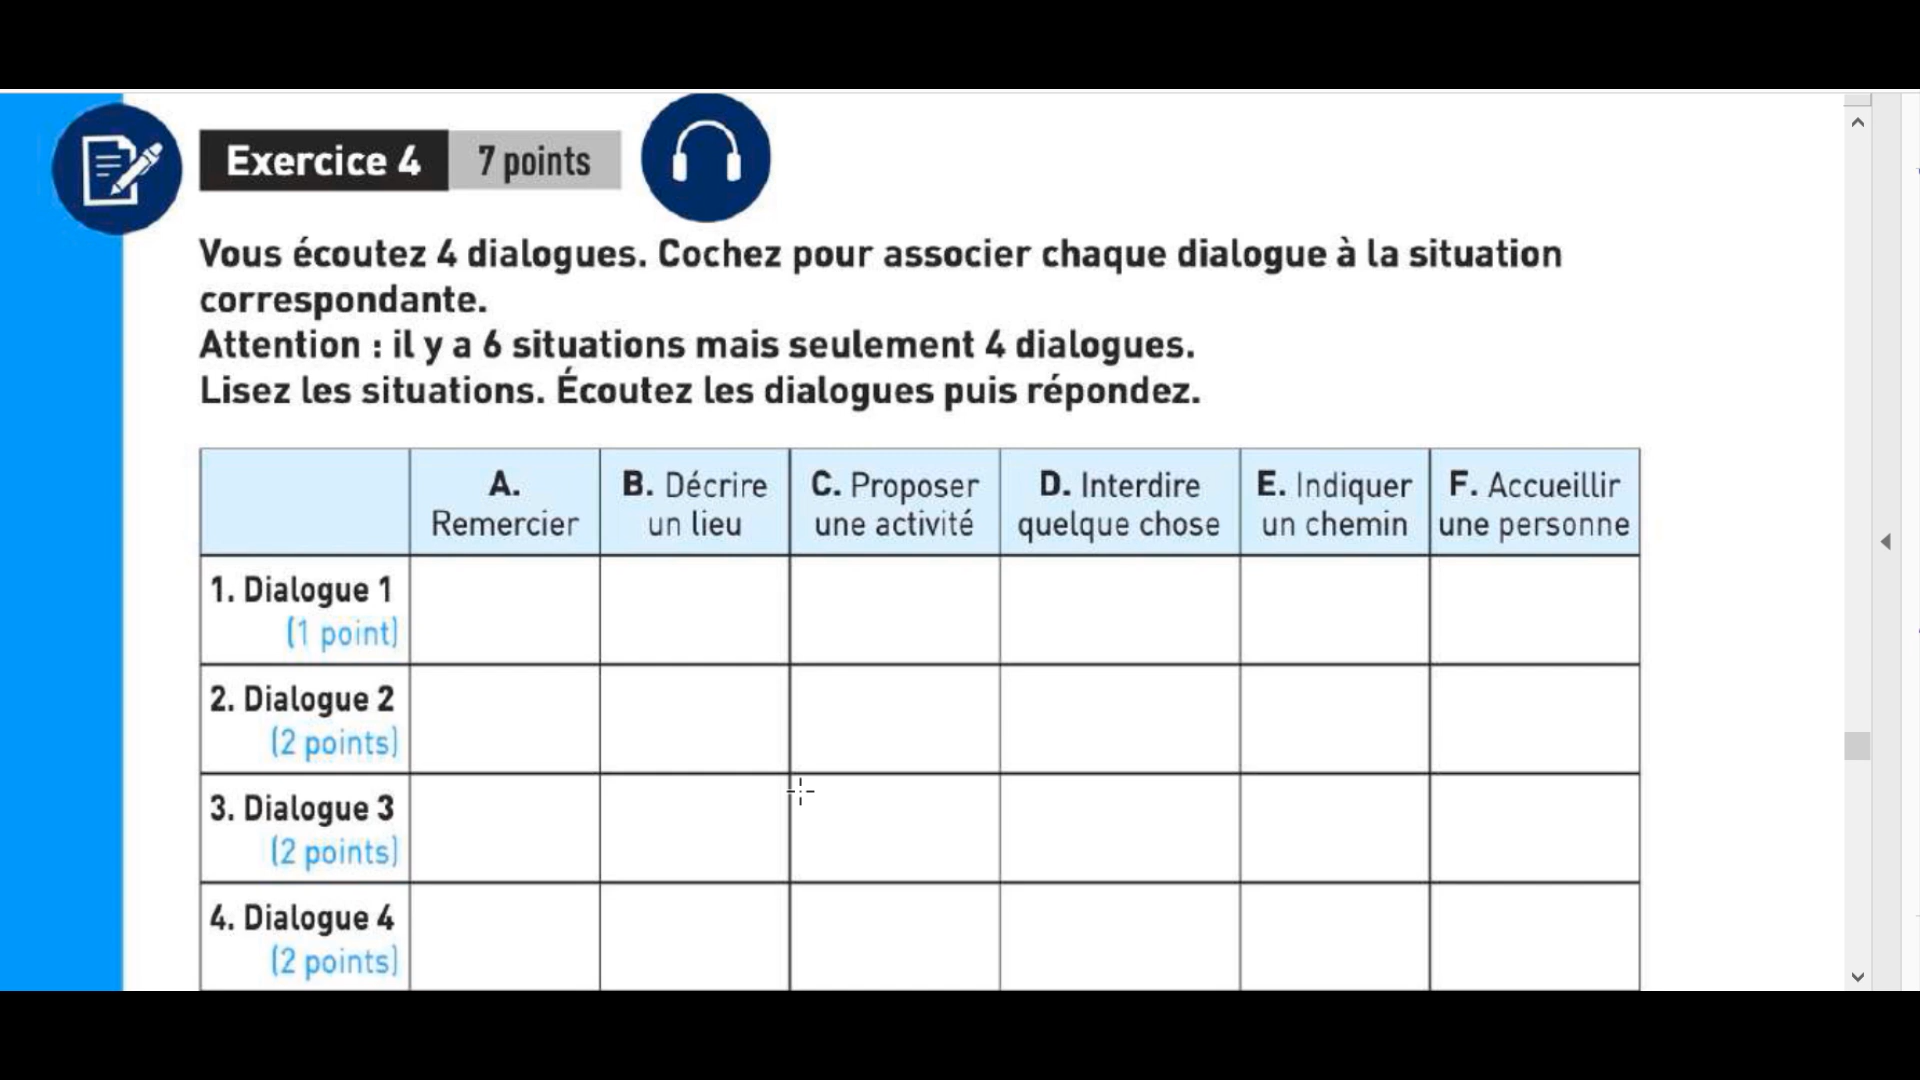 Exercice 4 7 points
Vous écoutez 4 dialogues. Cochez pour associer chaque dialogue à la situation
correspondante.
Attention : il y a 6 situations mais seulement 4 dialogues.
Lisez les situations. Écoutez les dialogues puis répondez.
A.
Remercier
B. Décrire
un lieu
C. Proposer
une activité
D. Interdire
quelque chose
E. Indiquer
un chemin
F. Accueillir
une personne
1. Dialogue 1
(1 point)
2. Dialogue 2
(2 points)
3. Dialogue 3
(2 points)
4. Dialogue 4
(2 points)